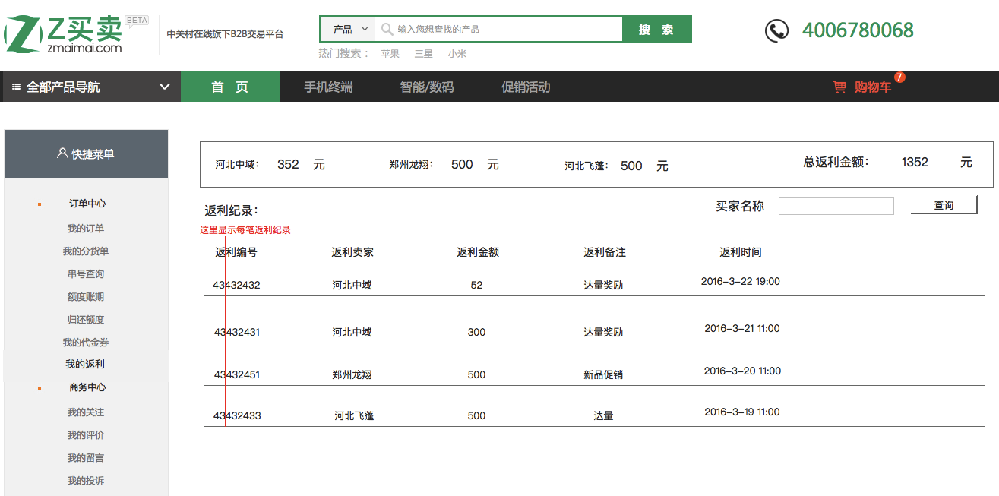 Z买卖 BETA
zmaimai.com
中关村在线旗下B2B交易平台
产品 输入您想查找的产品 搜 索
热门搜索： 苹果 三星 小米
4006780068
全部产品导航 首 页 手机终端 智能/数码 促销活动 购物车 7
快捷菜单
订单中心
我的订单
我的分货单
串号查询
额度账期
归还额度
我的代金券
我的返利
商务中心
我的关注
我的评价
我的留言
我的投诉
河北中域： 352 元 郑州龙翔： 500 元 河北飞蓬： 500 元 总返利金额： 1352 元
返利纪录： 买家名称 查询
这里显示每笔返利纪录
返利编号 返利卖家 返利金额 返利备注 返利时间
43432432 河北中域 52 达量奖励 2016-3-22 19:00
43432431 河北中域 300 达量奖励 2016-3-21 11:00
43432451 郑州龙翔 500 新品促销 2016-3-20 11:00
43432433 河北飞蓬 500 达量 2016-3-19 11:00